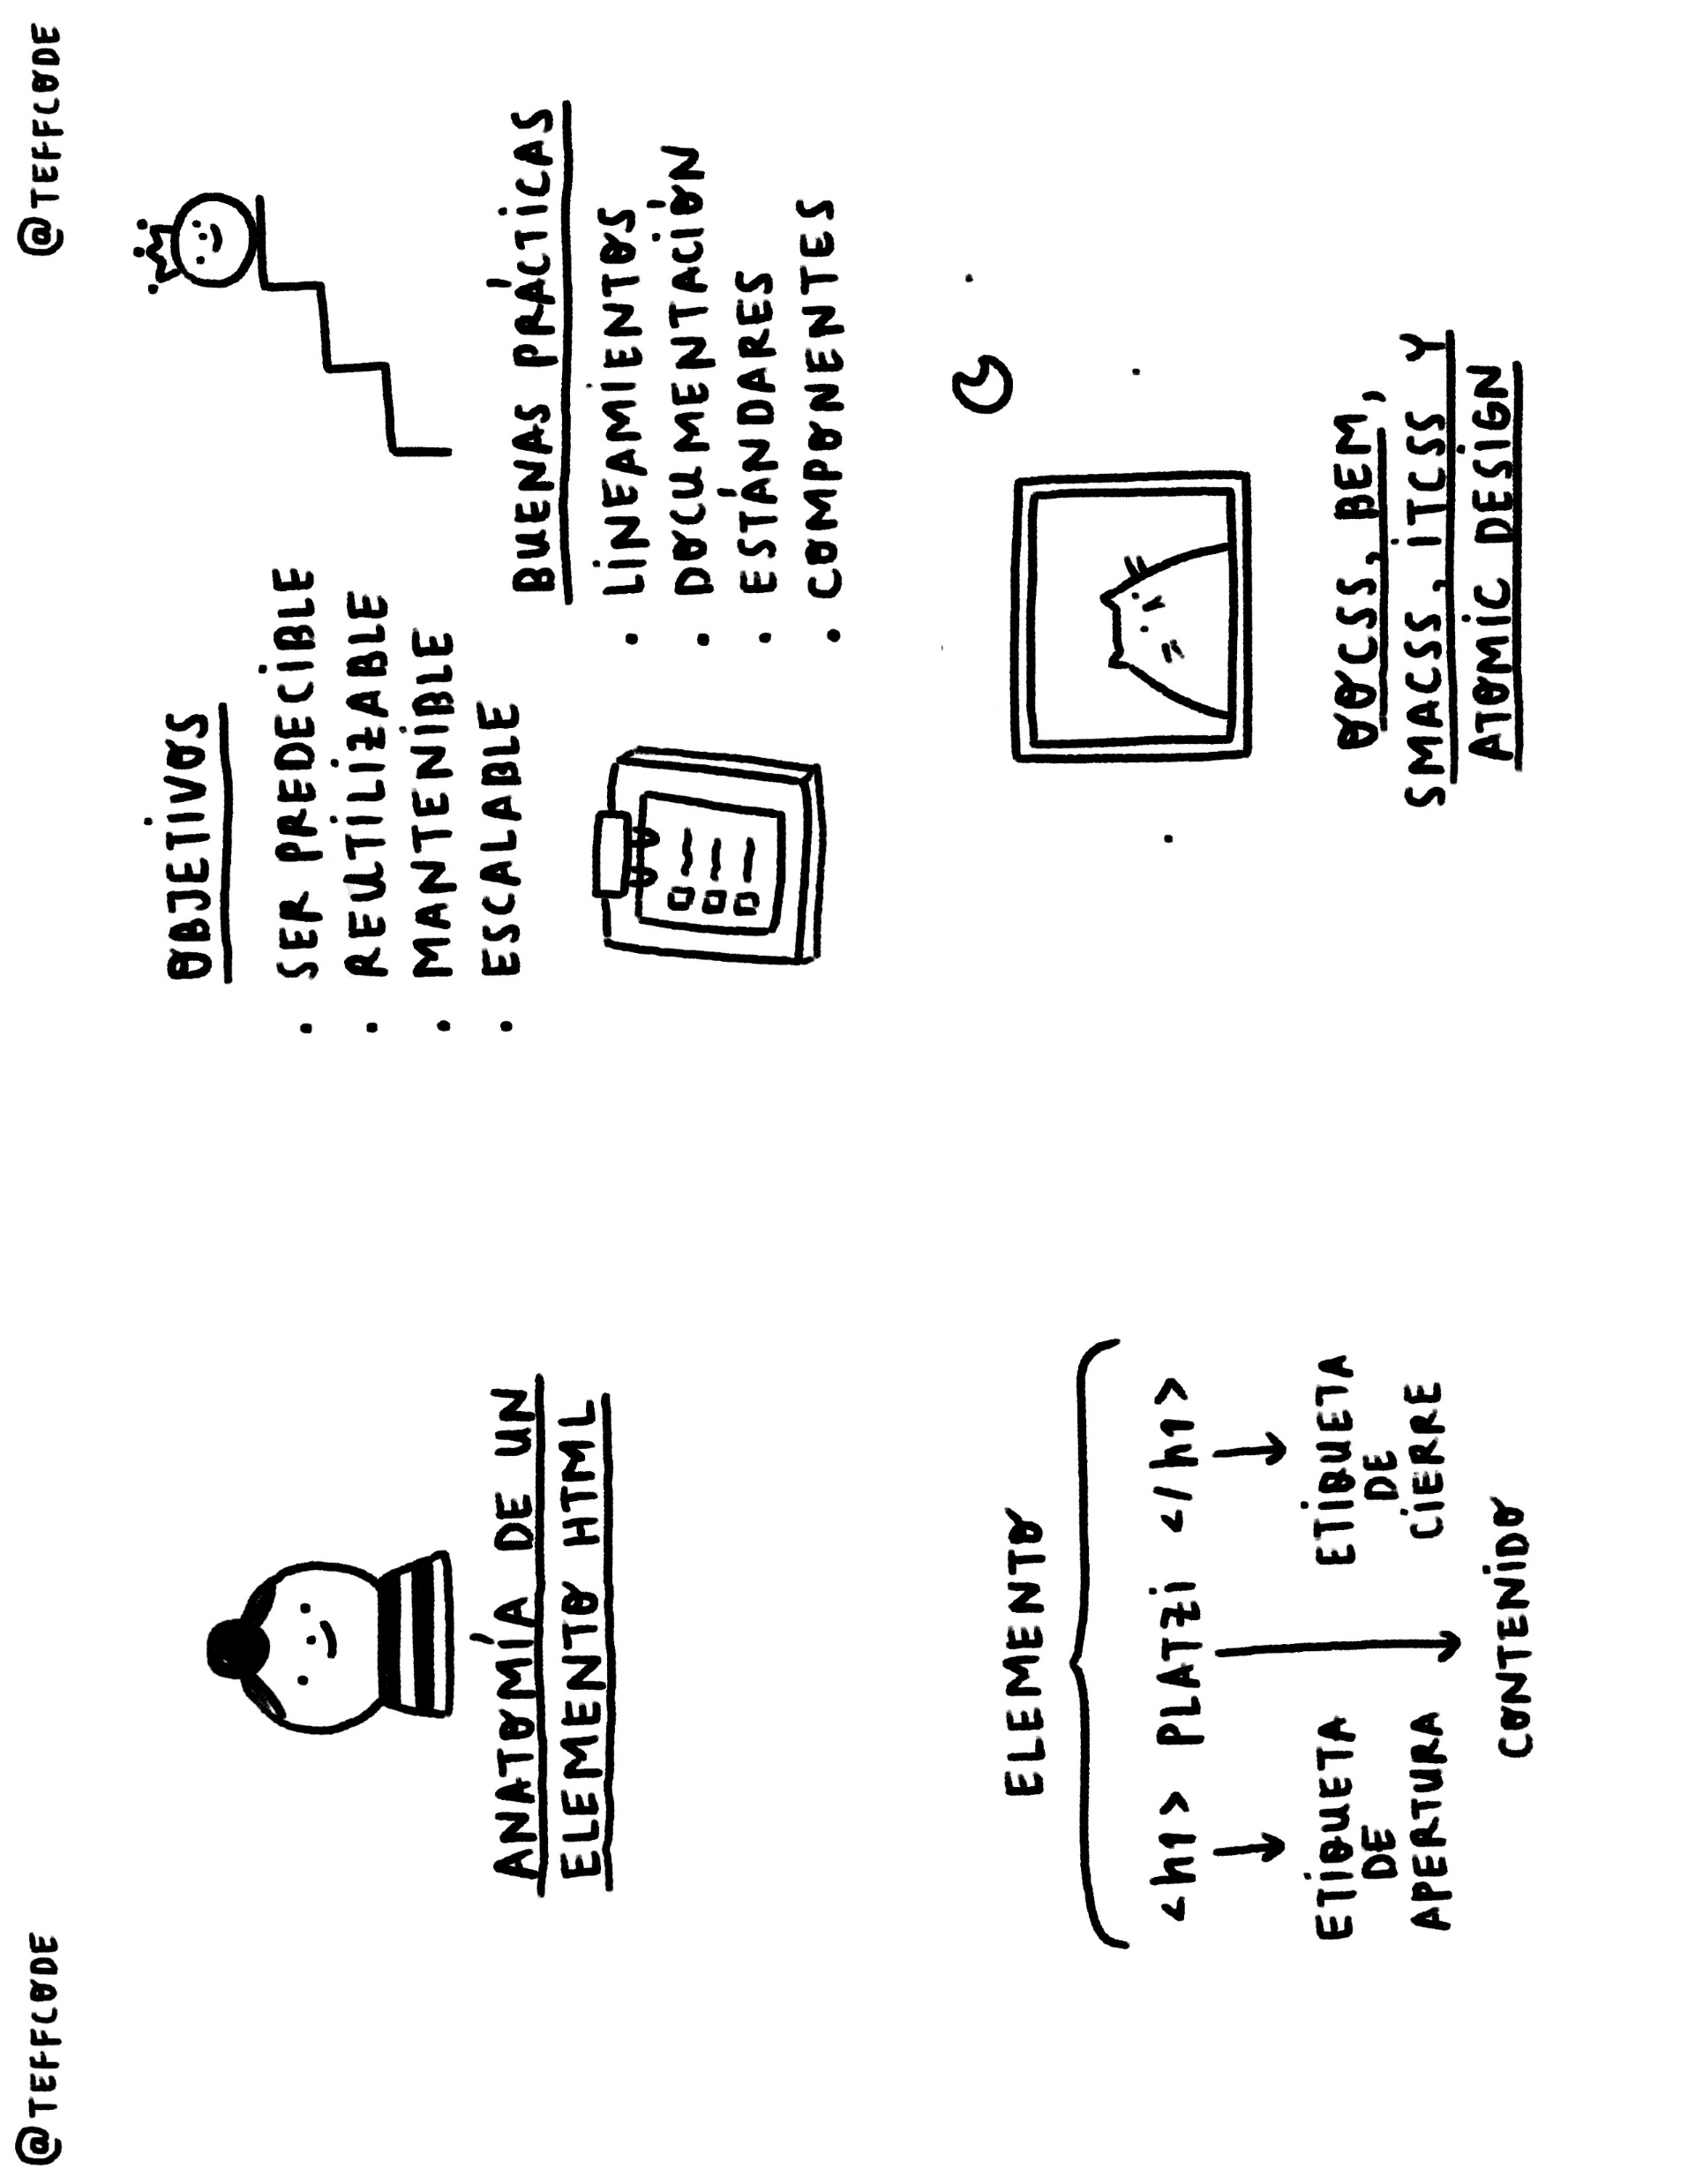 @TEFFCODE
ANATOMÍA DE UN
ELEMENTO HTML
ELEMENTO
<h1> PLATZI </h1>
ETIQUETA
DE
APERTURA
ETIQUETA
DE
CIERRE
CONTENIDO
@TEFFCODE
OBJETIVOS
. SER PREDECIBLE
. REUTILIZABLE
. MANTENIBLE
. ESCALABLE
BUENAS PRÁCTICAS
. LINEAMIENTOS
. DOCUMENTACIÓN
. ESTÁNDARES
. COMPONENTES
OOCSS, BEM,
SMACSS, ITCSS Y
ATOMIC DESIGN